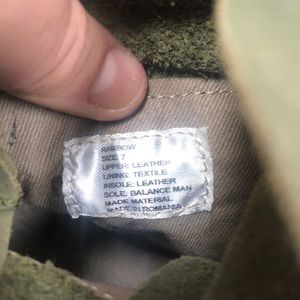 RAINBOW
SIZE: 7
UPPER: LEATHER
LINING: TEXTILE
INSOLE: LEATHER
SOLE: BALANCE MAN
MADE MATERIAL
MADE IN ROMANIA